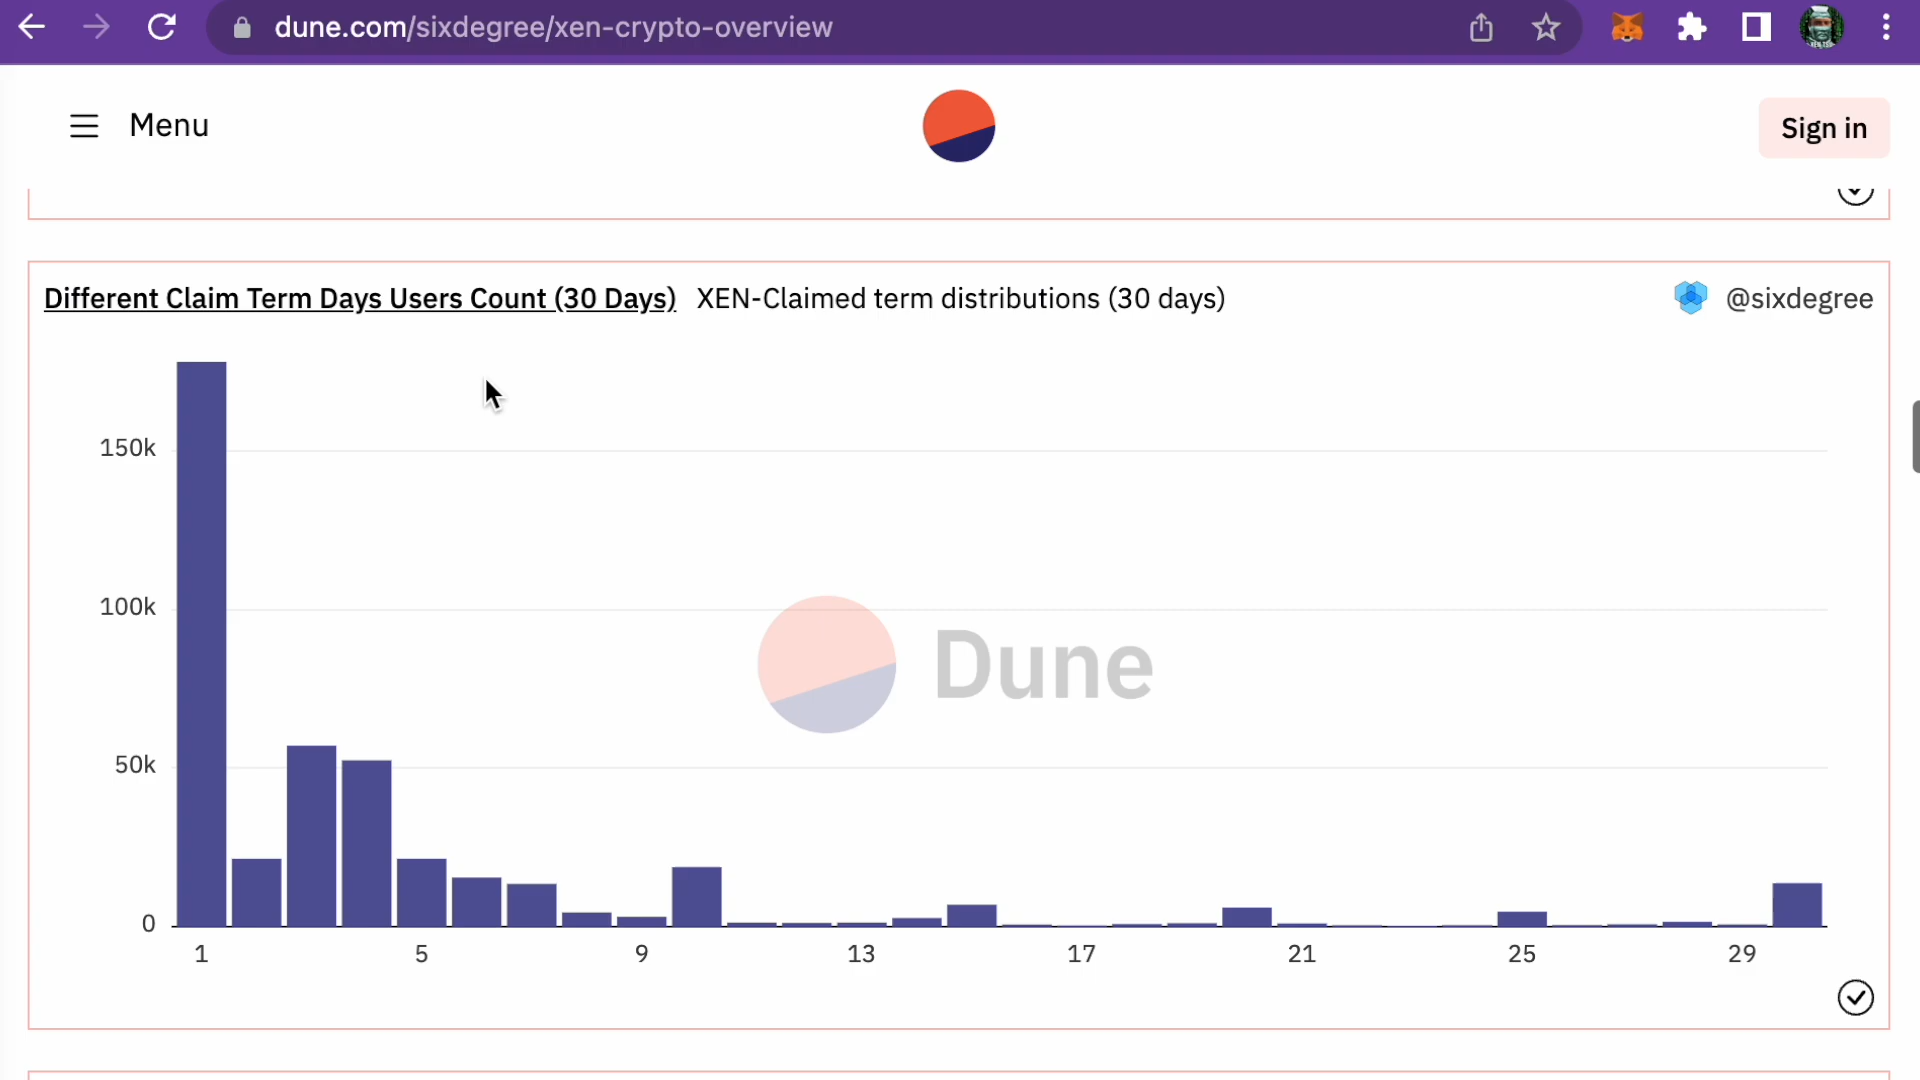 dune.com/sixdegree/xen-crypto-overview
Menu
Sign in
Different Claim Term Days Users Count (30 Days) XEN-Claimed term distributions (30 days)
@sixdegree
150k
100k
50k
0
Dune
1 5 9 13 17 21 25 29